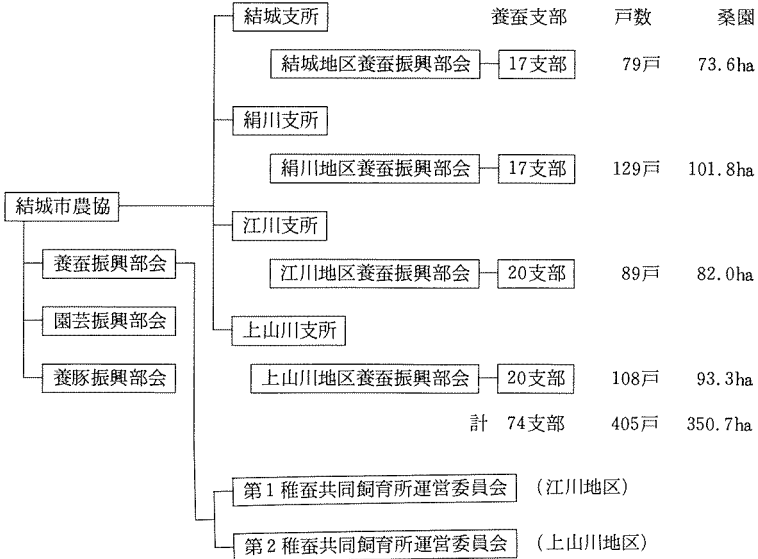 結城支所 養蚕支部 戸数 桑園
結城地区養蚕振興部会 17支部 79戸 73.6ha
絹川支所
絹川地区養蚕振興部会 17支部 129戸 101.8ha
結城市農協
江川支所
養蚕振興部会 江川地区養蚕振興部会 20支部 89戸 82.0ha
園芸振興部会
上山川支所
養豚振興部会 上山川地区養蚕振興部会 20支部 108戸 93.3ha
計 74支部 405戸 350.7ha
第1稚蚕共同飼育所運営委員会 (江川地区)
第2稚蚕共同飼育所運営委員会 (上山川地区)